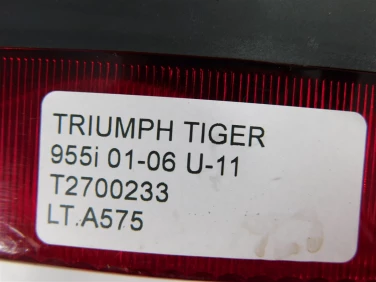 TRIUMPH TIGER
955i 01-06 U-11
T2700233
LT.A575